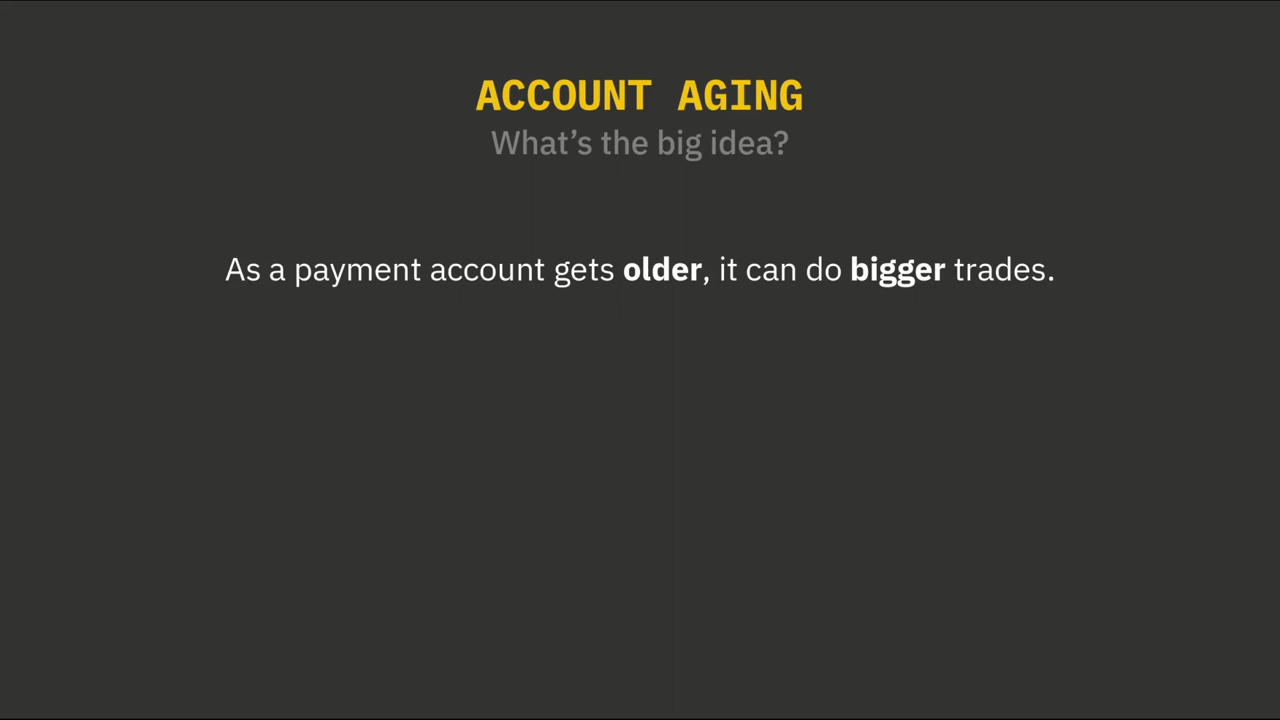 ACCOUNT AGING
What’s the big idea?
As a payment account gets older, it can do bigger trades.